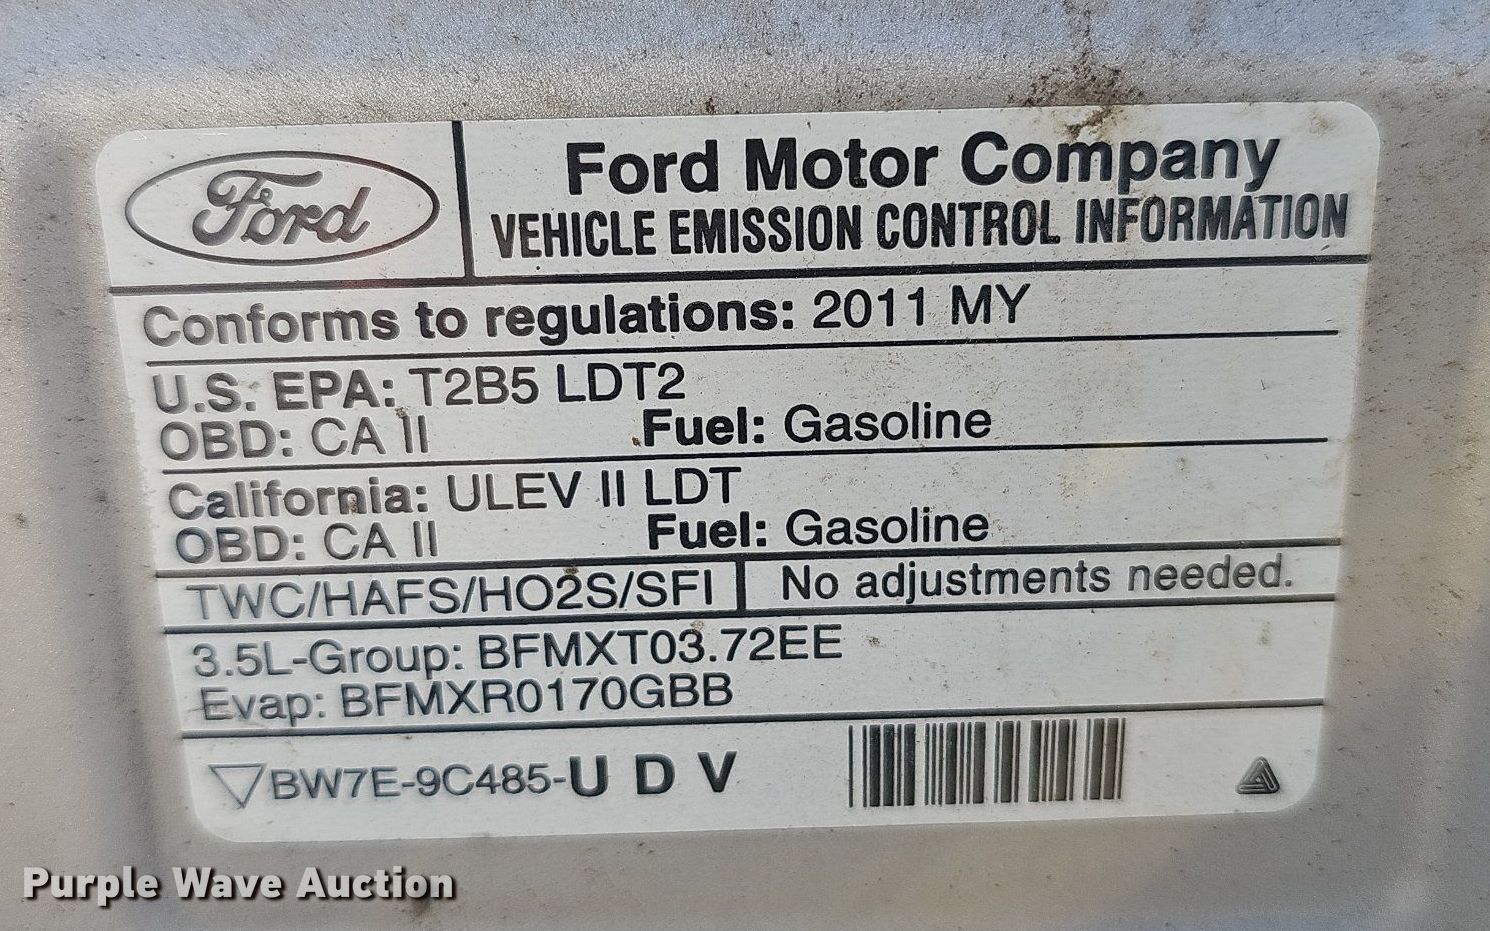 Ford
Ford Motor Company
VEHICLE EMISSION CONTROL INFORMATION
Conforms to regulations: 2011 MY
U.S. EPA: T2B5 LDT2
OBD: CA II Fuel: Gasoline
California: ULEV II LDT
OBD: CA II Fuel: Gasoline
TWC/HAFS/HO2S/SFI No adjustments needed.
3.5L-Group: BFMXT03.72EE
Evap: BFMXR0170GBB
BW7E-9C485-U D V
Purple Wave Auction